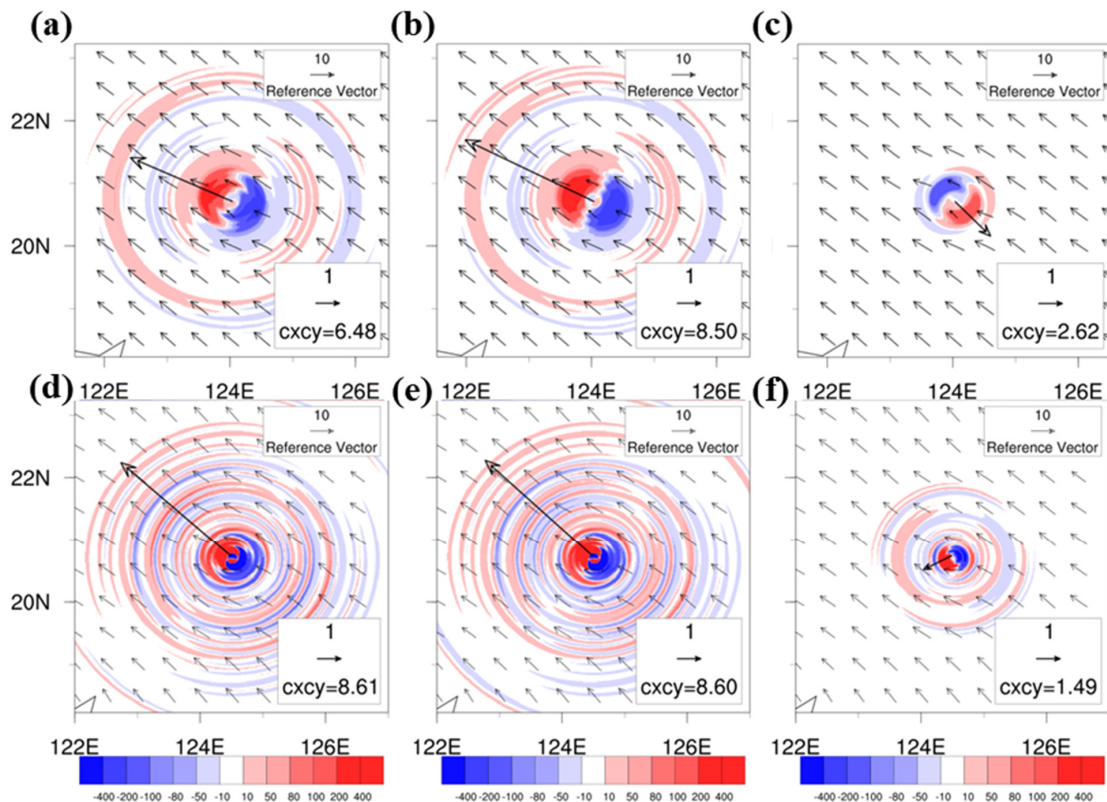 (a) (b) (c)
10 10 10
Reference Vector Reference Vector Reference Vector
22N
20N
1 1 1
cxcy=6.48 cxcy=8.50 cxcy=2.62
122E 124E 126E 122E 124E 126E 122E 124E 126E
(d) (e) (f)
10 10 10
Reference Vector Reference Vector Reference Vector
22N
20N
1 1 1
cxcy=8.61 cxcy=8.60 cxcy=1.49
122E 124E 126E 122E 124E 126E 122E 124E 126E
-400 -200 -100 -80 -50 -10 10 50 80 100 200 400 -400 -200 -100 -80 -50 -10 10 50 80 100 200 400 -400 -200 -100 -80 -50 -10 10 50 80 100 200 400